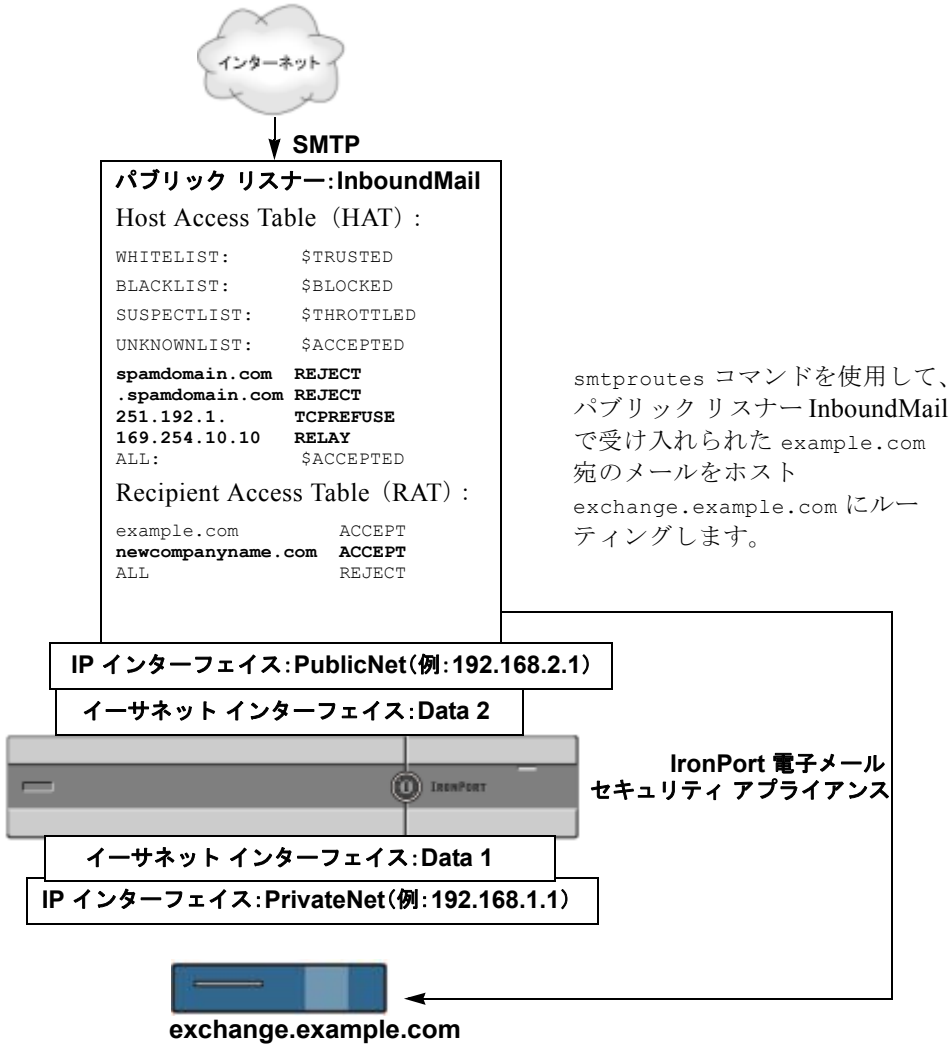 インターネット
SMTP
パブリック リスナー:InboundMail
Host Access Table（HAT）:
WHITELIST: $TRUSTED
BLACKLIST: $BLOCKED
SUSPECTLIST: $THROTTLED
UNKNOWNLIST: $ACCEPTED
spamdomain.com REJECT
.spamdomain.com REJECT
251.192.1. TCPREFUSE
169.254.10.10 RELAY
ALL: $ACCEPTED
Recipient Access Table（RAT）:
example.com ACCEPT
newcompanyname.com ACCEPT
ALL REJECT
smtproutes コマンドを使用して、
パブリック リスナー InboundMail
で受け入れられた example.com
宛のメールをホスト
exchange.example.com にルー
ティングします。
IP インターフェイス:PublicNet(例:192.168.2.1)
イーサネット インターフェイス:Data 2
IRONPORT
IronPort 電子メール
セキュリティ アプライアンス
イーサネット インターフェイス:Data 1
IP インターフェイス:PrivateNet(例:192.168.1.1)
exchange.example.com